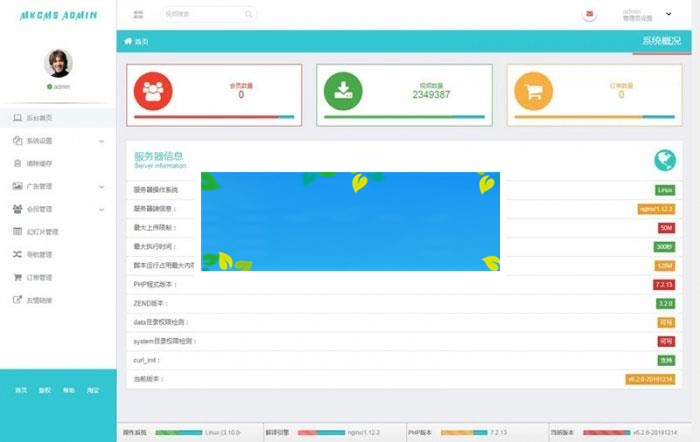 MKCMS ADMIN
视频搜索
admin
管理员设置
admin
首页
系统概况
后台首页
系统设置
清除缓存
广告管理
会员管理
幻灯片管理
导航管理
订单管理
友情链接
会员数量
0
视频数量
2349387
订单数量
0
服务器信息
Server information
服务器操作系统
Linux
服务器端信息:
nginx/1.12.2
最大上传限制:
50M
最大执行时间:
300秒
脚本运行占用最大内存
128M
PHP程式版本:
7.2.13
ZEND版本:
3.2.0
data目录权限检测:
可写
system目录权限检测:
可写
curl_init:
支持
当前版本:
v6.2.6-20191214
首页 版权 帮助 淘宝
操作系统 Linux (3.10.0- 解译引擎 nginx/1.12.2 PHP版本 7.2.13 当前版本 v6.2.6-20191214